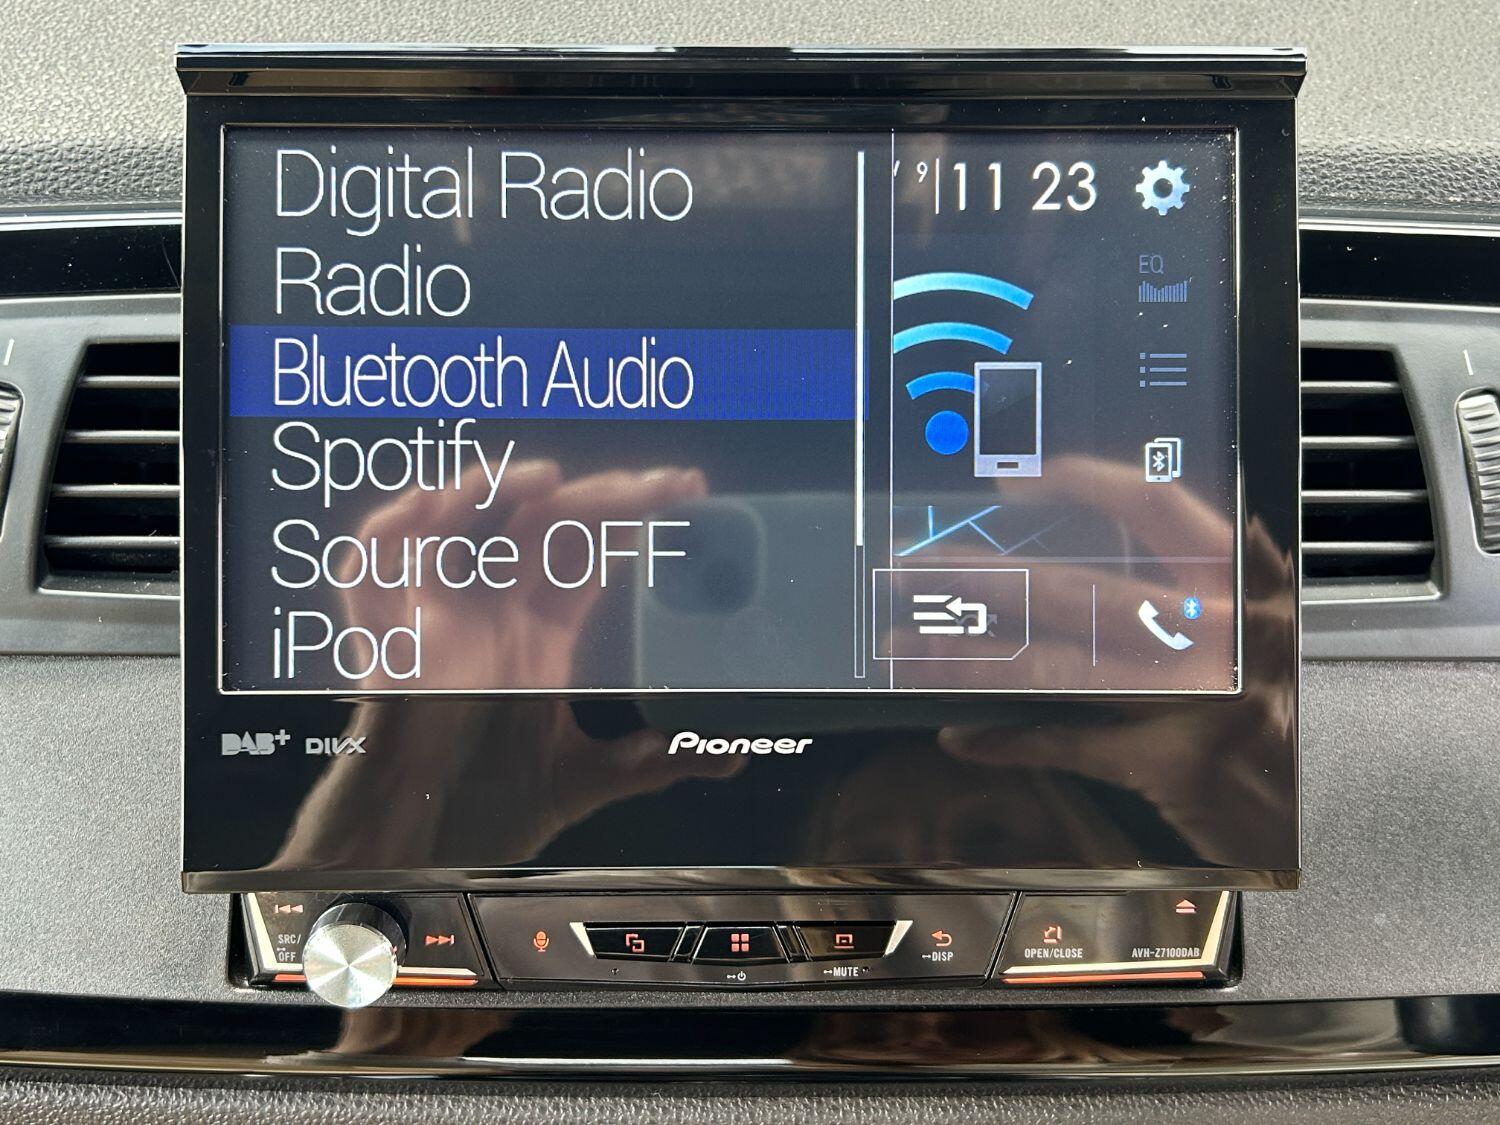 Digital Radio
Radio
Bluetooth Audio
Spotify
Source OFF
iPod
9 11 23
EQ
DAB+ DIVX
Pioneer
SRC/
OFF
MUTE
DISP
OPEN/CLOSE
AVH-Z7100DAB